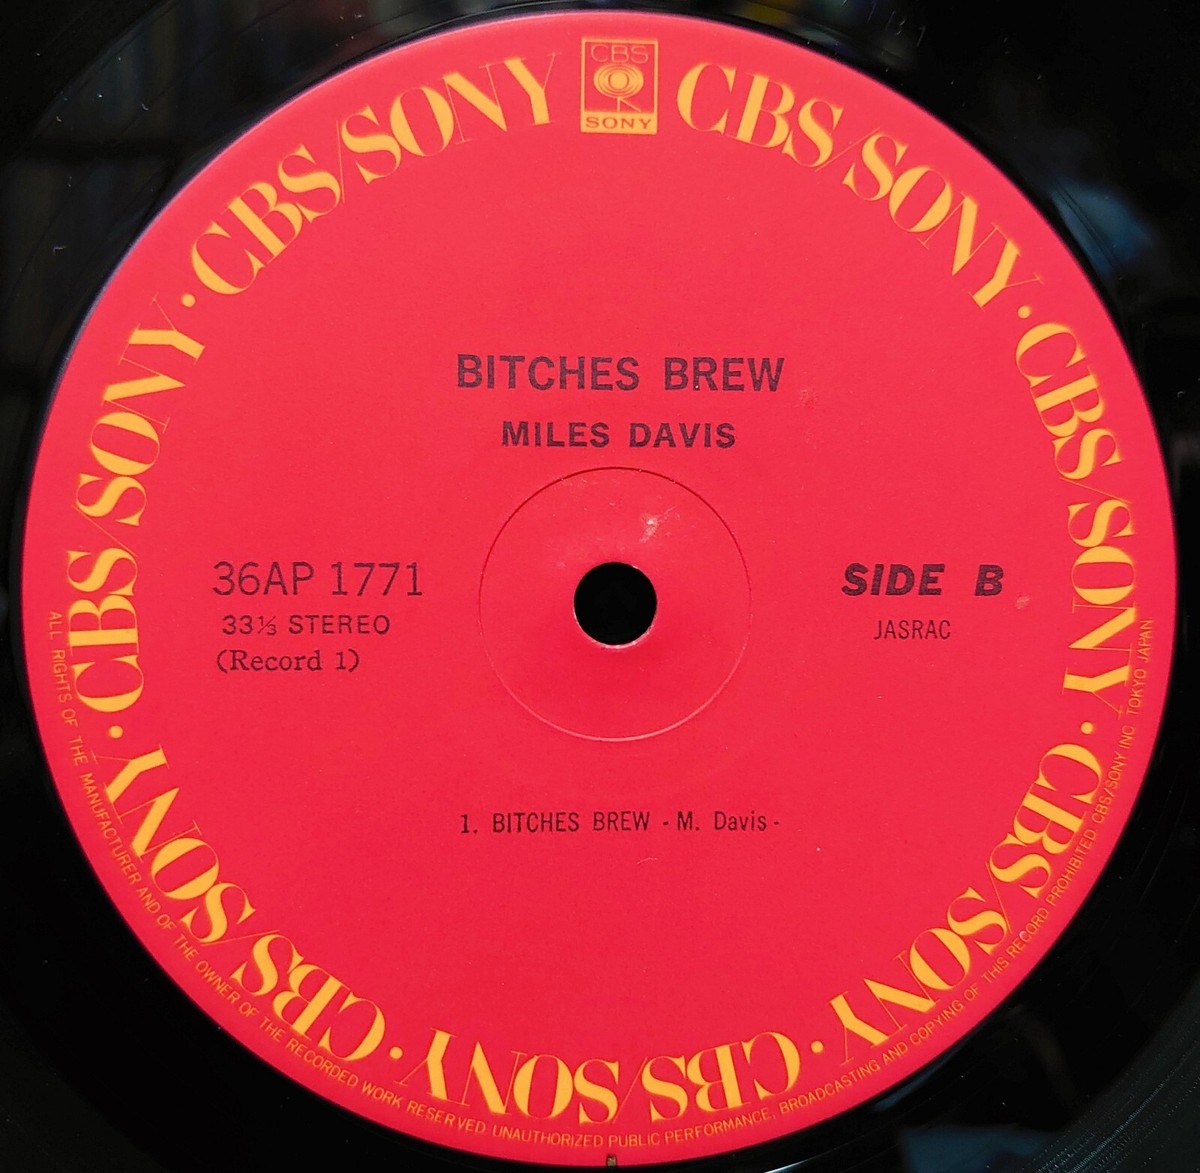 CBS
SONY
CBS/SONY · CBS/SONY · CBS/SONY · CBS/SONY · CBS/SONY · CBS/SONY · CBS/SONY · CBS/SONY
BITCHES BREW
MILES DAVIS
36AP 1771
33⅓ STEREO
(Record 1)
SIDE B
JASRAC
1. BITCHES BREW - M. Davis -
ALL RIGHTS OF THE MANUFACTURER AND OF THE OWNER OF THE RECORDED WORK RESERVED UNAUTHORIZED PUBLIC PERFORMANCE, BROADCASTING AND COPYING OF THIS RECORD PROHIBITED CBS/SONY INC TOKYO JAPAN